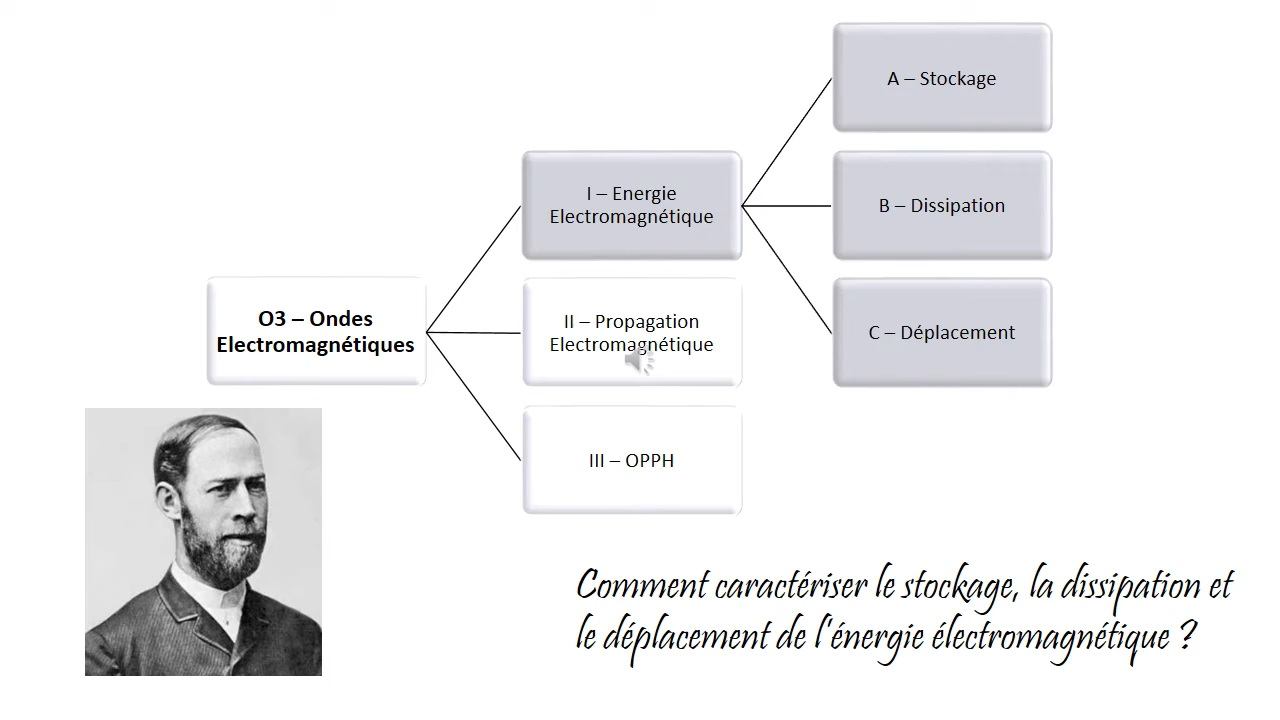 A – Stockage
I – Energie
Electromagnétique
B – Dissipation
O3 – Ondes
Electromagnétiques
II – Propagation
Electromagnétique
C – Déplacement
III – OPPH
Comment caractériser le stockage, la dissipation et
le déplacement de l'énergie électromagnétique ?